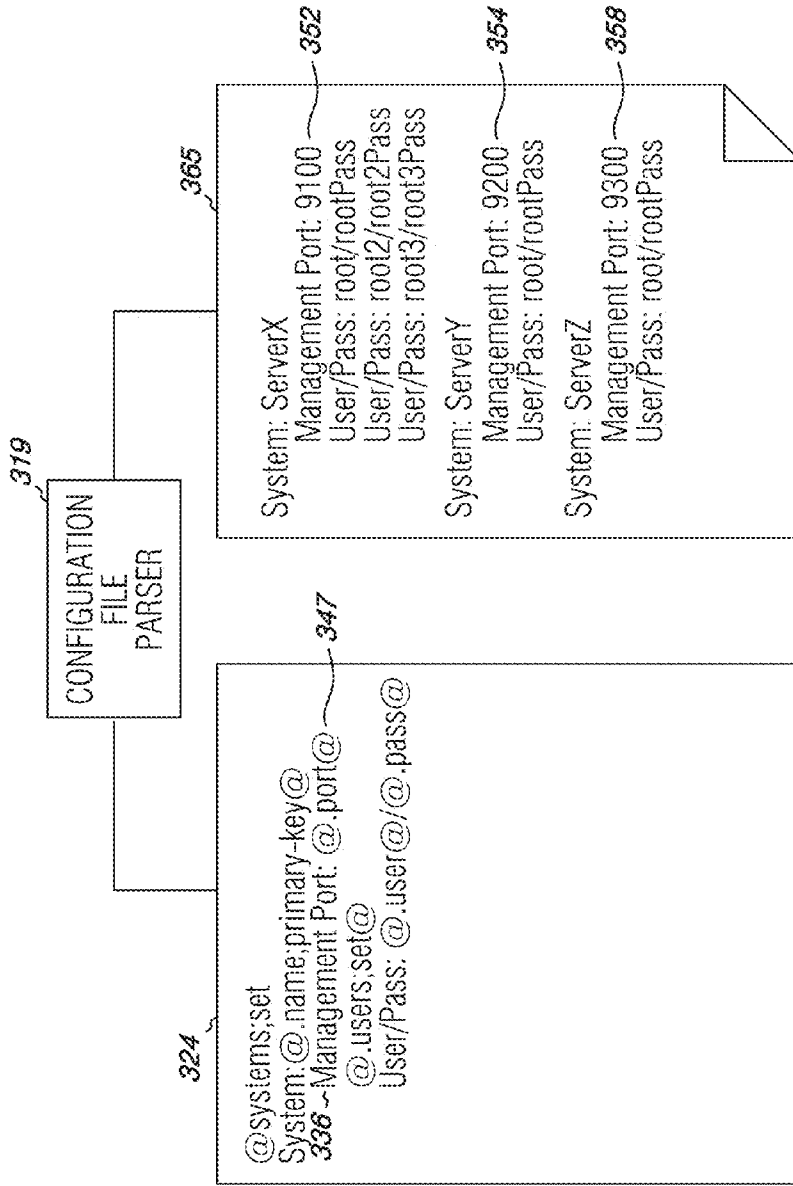 319
CONFIGURATION
FILE
PARSER
324
@systems;set
System:@.name;primary-key@
336 Management Port: @.port@ 347
@.users;set@
User/Pass: @.user@/@.pass@
365
System: ServerX
Management Port: 9100 352
User/Pass: root/rootPass
User/Pass: root2/root2Pass
User/Pass: root3/root3Pass
System: ServerY
Management Port: 9200 354
User/Pass: root/rootPass
System: ServerZ
Management Port: 9300 358
User/Pass: root/rootPass